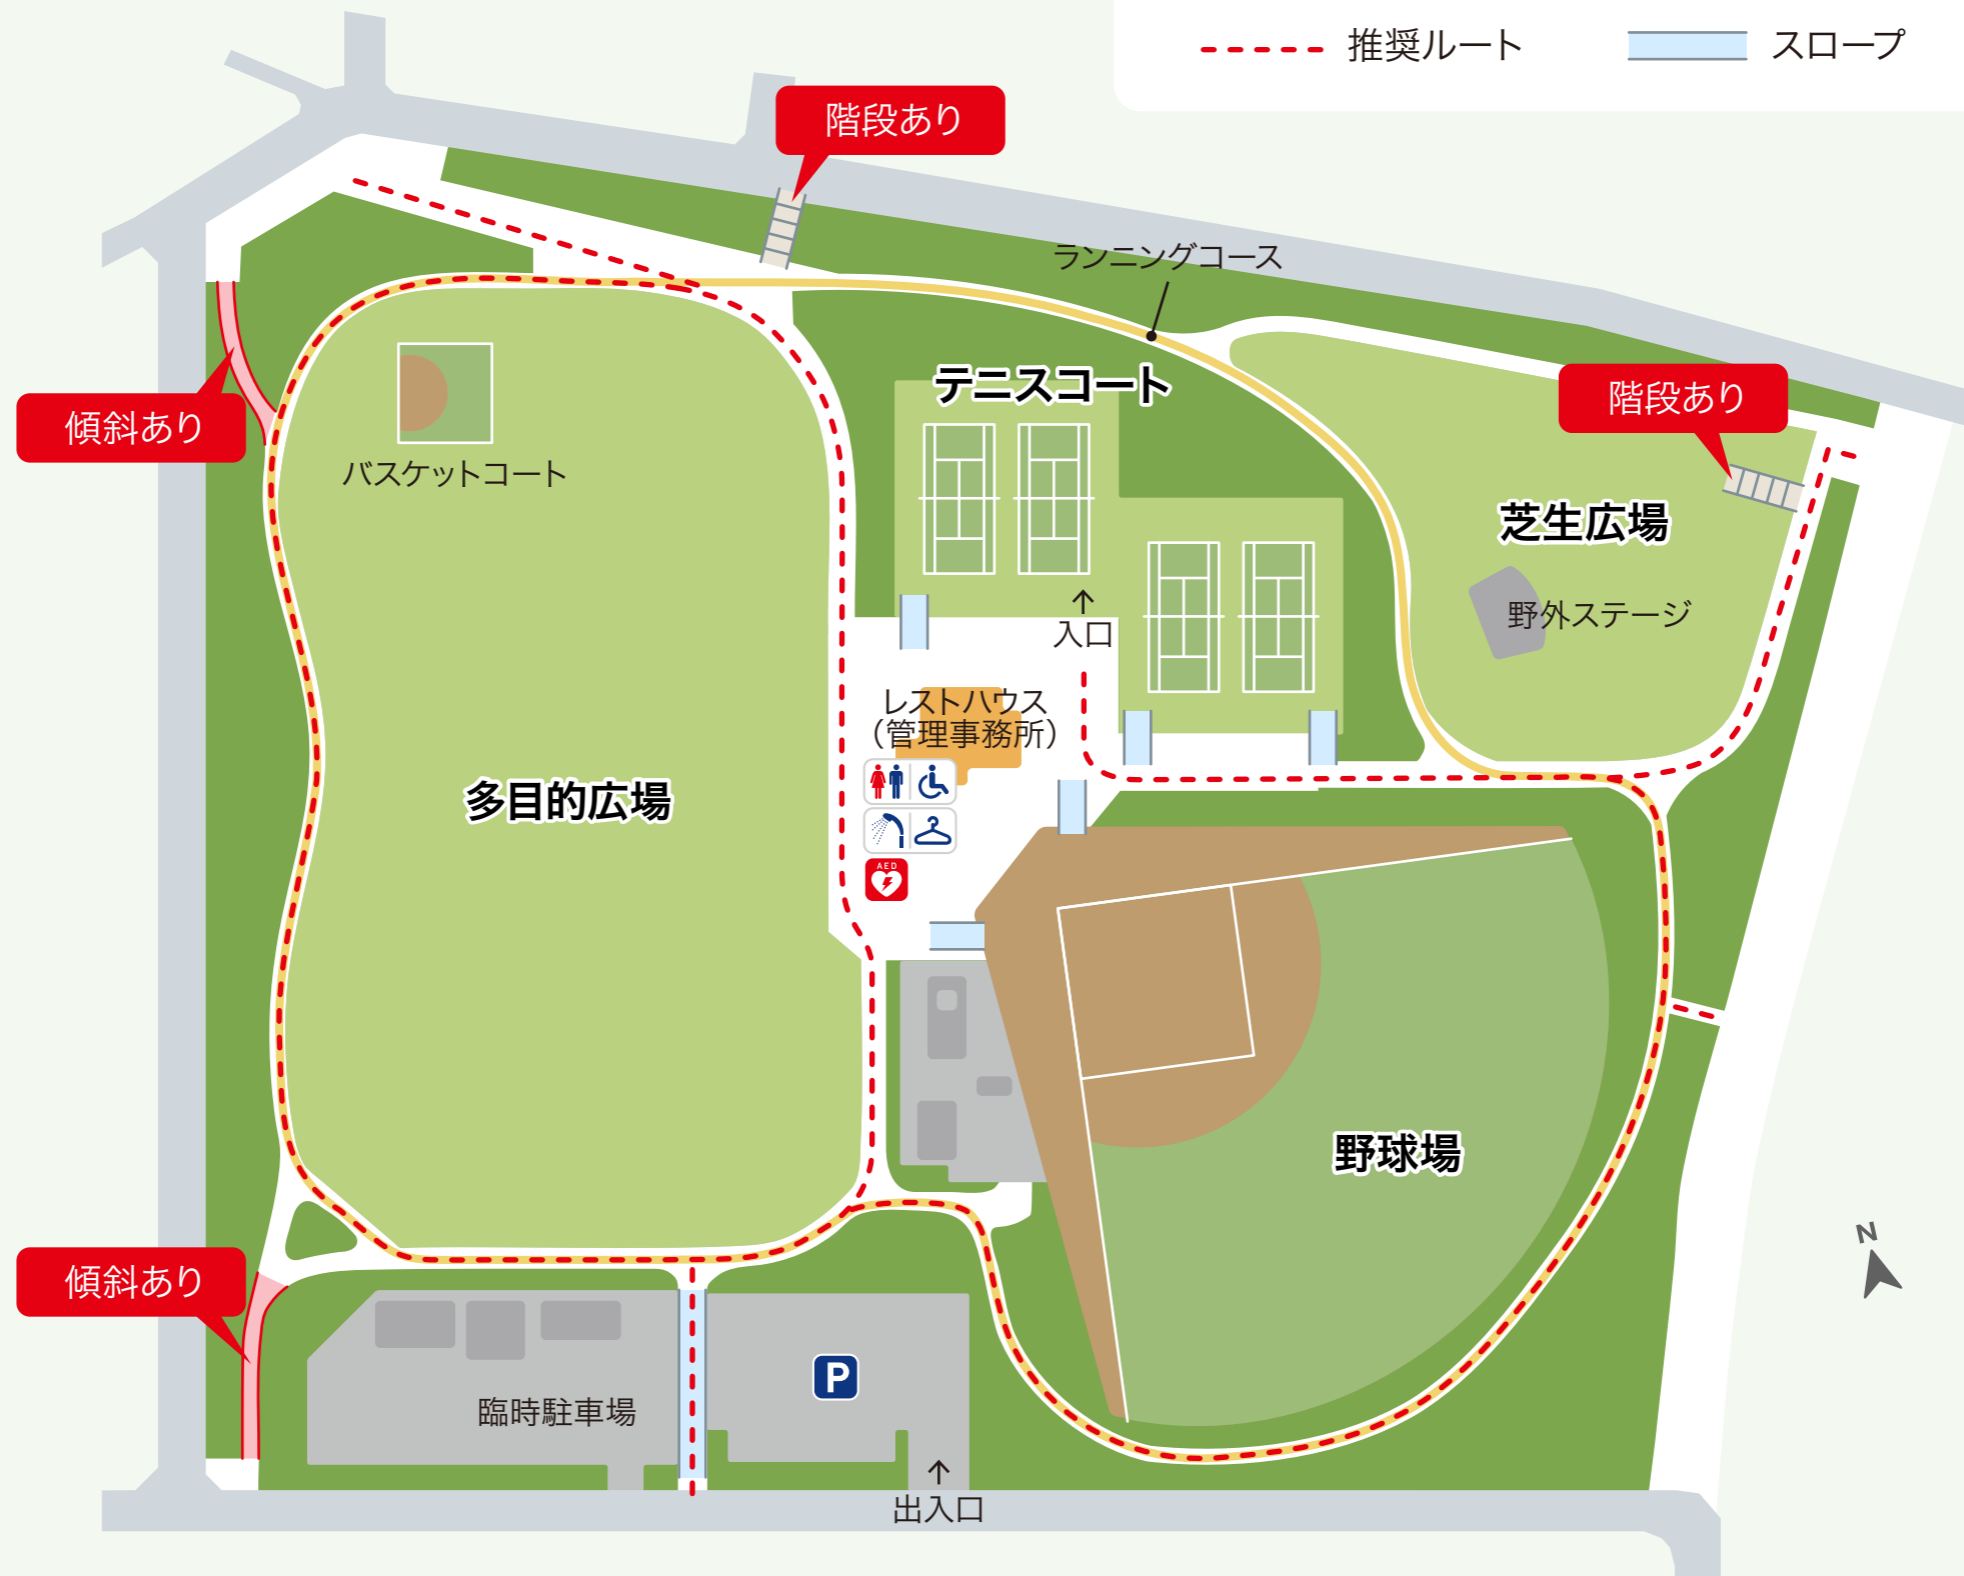 推奨ルート
スロープ
階段あり
ランニングコース
テニスコート
階段あり
傾斜あり
バスケットコート
芝生広場
野外ステージ
↑
入口
レストハウス
（管理事務所）
多目的広場
AED
野球場
N
傾斜あり
P
臨時駐車場
↑
出入口